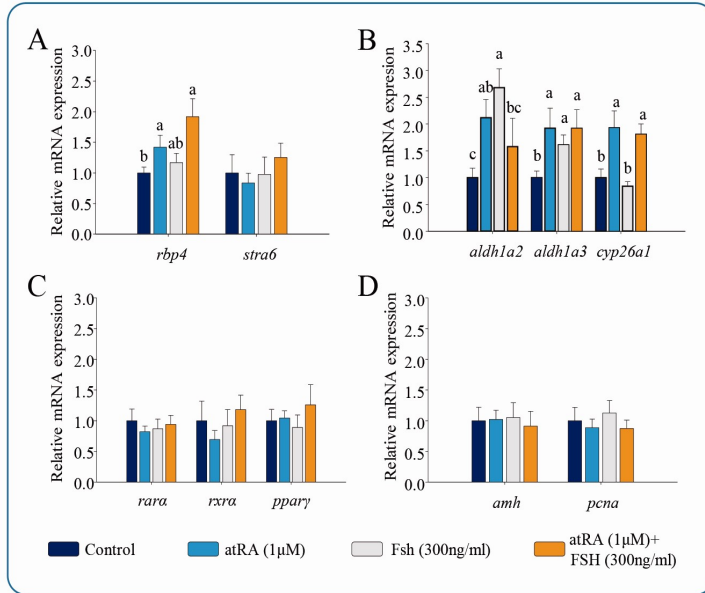 A
Relative mRNA expression
3.0
2.5
2.0
1.5
1.0
0.5
0.0
b
a
ab
a
rbp4
stra6
B
Relative mRNA expression
3.5
3.0
2.5
2.0
1.5
1.0
0.5
0.0
c
ab
a
bc
b
a
a
a
b
a
b
a
aldh1a2
aldh1a3
cyp26a1
C
Relative mRNA expression
3.0
2.5
2.0
1.5
1.0
0.5
0.0
rarα
rxrα
pparγ
D
Relative mRNA expression
3.0
2.5
2.0
1.5
1.0
0.5
0.0
amh
pcna
Control
atRA (1μM)
Fsh (300ng/ml)
atRA (1μM)+
FSH (300ng/ml)